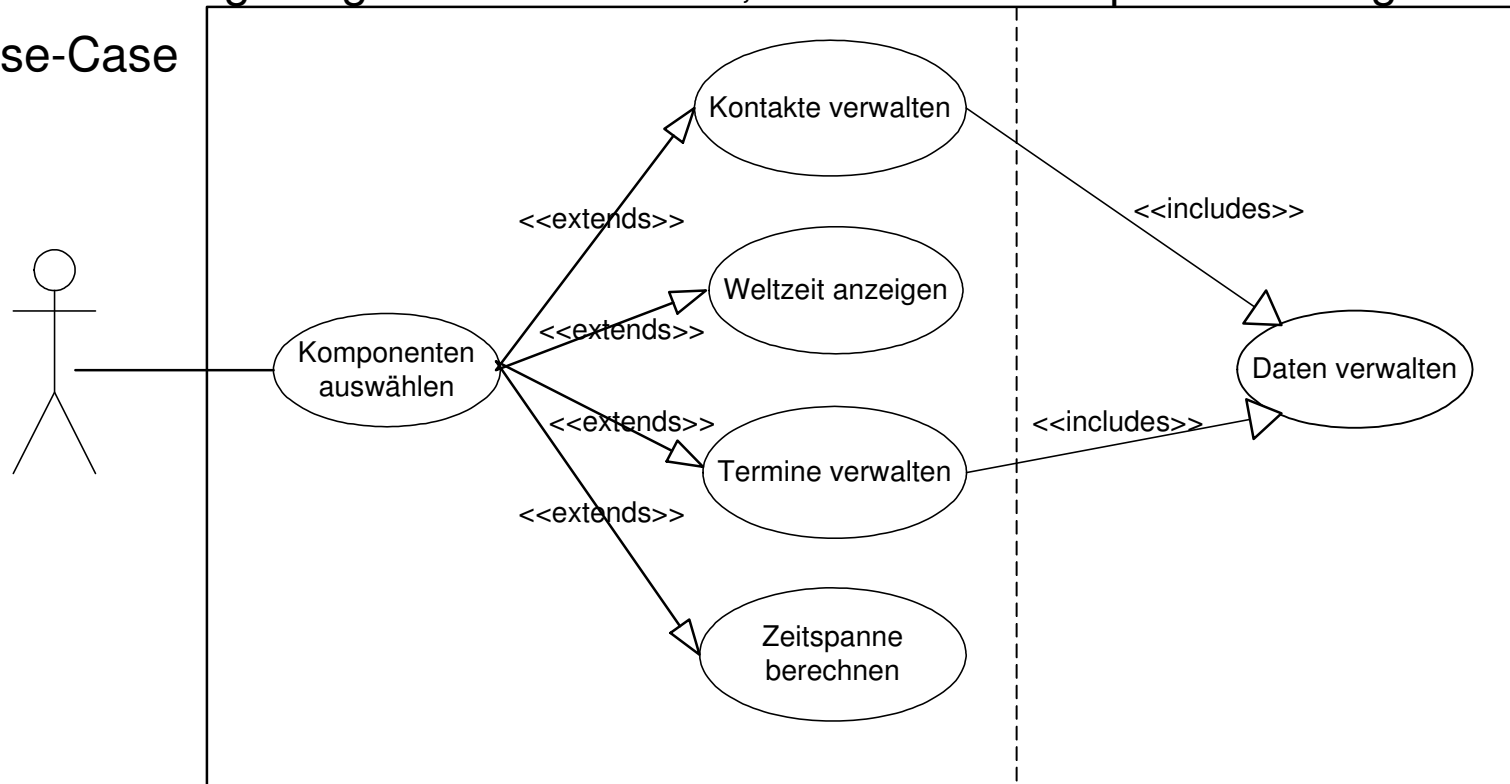 se-Case
Kontakte verwalten
<<extends>>
<<includes>>
Weltzeit anzeigen
<<extends>>
Komponenten
auswählen
Daten verwalten
<<extends>>
<<includes>>
Termine verwalten
<<extends>>
Zeitspanne
berechnen